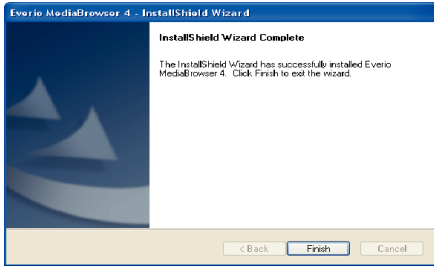 Everio MediaBrowser 4 - InstallShield Wizard
InstallShield Wizard Complete
The InstallShield Wizard has successfully installed Everio
MediaBrowser 4. Click Finish to exit the wizard.
< Back
Finish
Cancel